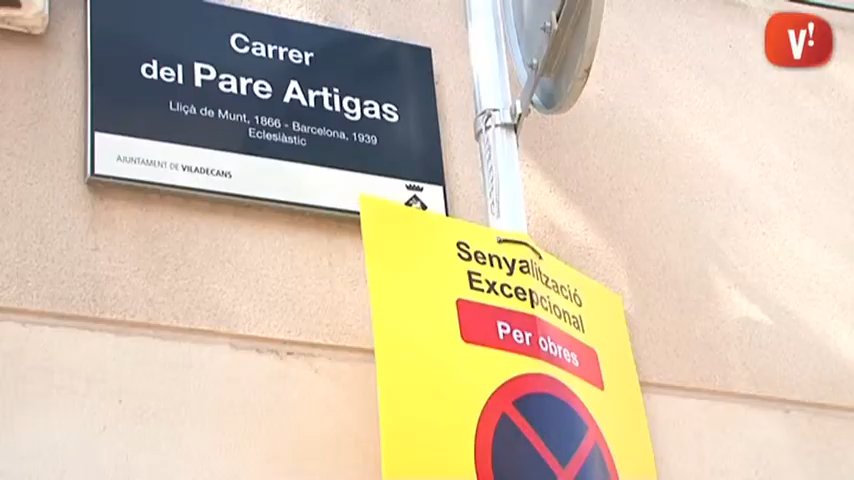 Carrer
del Pare Artigas
Lliçà de Munt, 1866 - Barcelona, 1939
Eclesiàstic
AJUNTAMENT DE VILADECANS
Senyalització
Excepcional
Per obres
V!